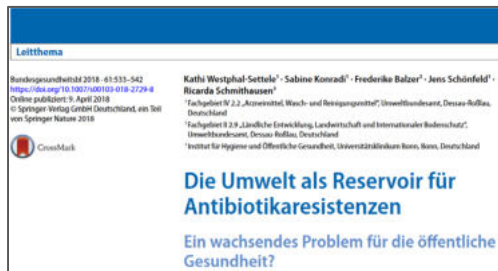 Leitthema
Bundesgesundheitsbl 2018 · 61:533–542
https://doi.org/10.1007/s00103-018-2729-8
Online publiziert: 9. April 2018
© Springer-Verlag GmbH Deutschland, ein Teil
von Springer Nature 2018
CrossMark
Kathi Westphal-Settele¹ · Sabine Konradi¹ · Frederike Balzer² · Jens Schönfeld¹ ·
Ricarda Schmithausen³
¹ Fachgebiet IV 2.2 „Arzneimittel, Wasch- und Reinigungsmittel“, Umweltbundesamt, Dessau-Roßlau,
Deutschland
² Fachgebiet II 2.9 „Ländliche Entwicklung, Landwirtschaft und Internationaler Bodenschutz“,
Umweltbundesamt, Dessau-Roßlau, Deutschland
³ Institut für Hygiene und Öffentliche Gesundheit, Universitätsklinikum Bonn, Bonn, Deutschland
Die Umwelt als Reservoir für
Antibiotikaresistenzen
Ein wachsendes Problem für die öffentliche
Gesundheit?